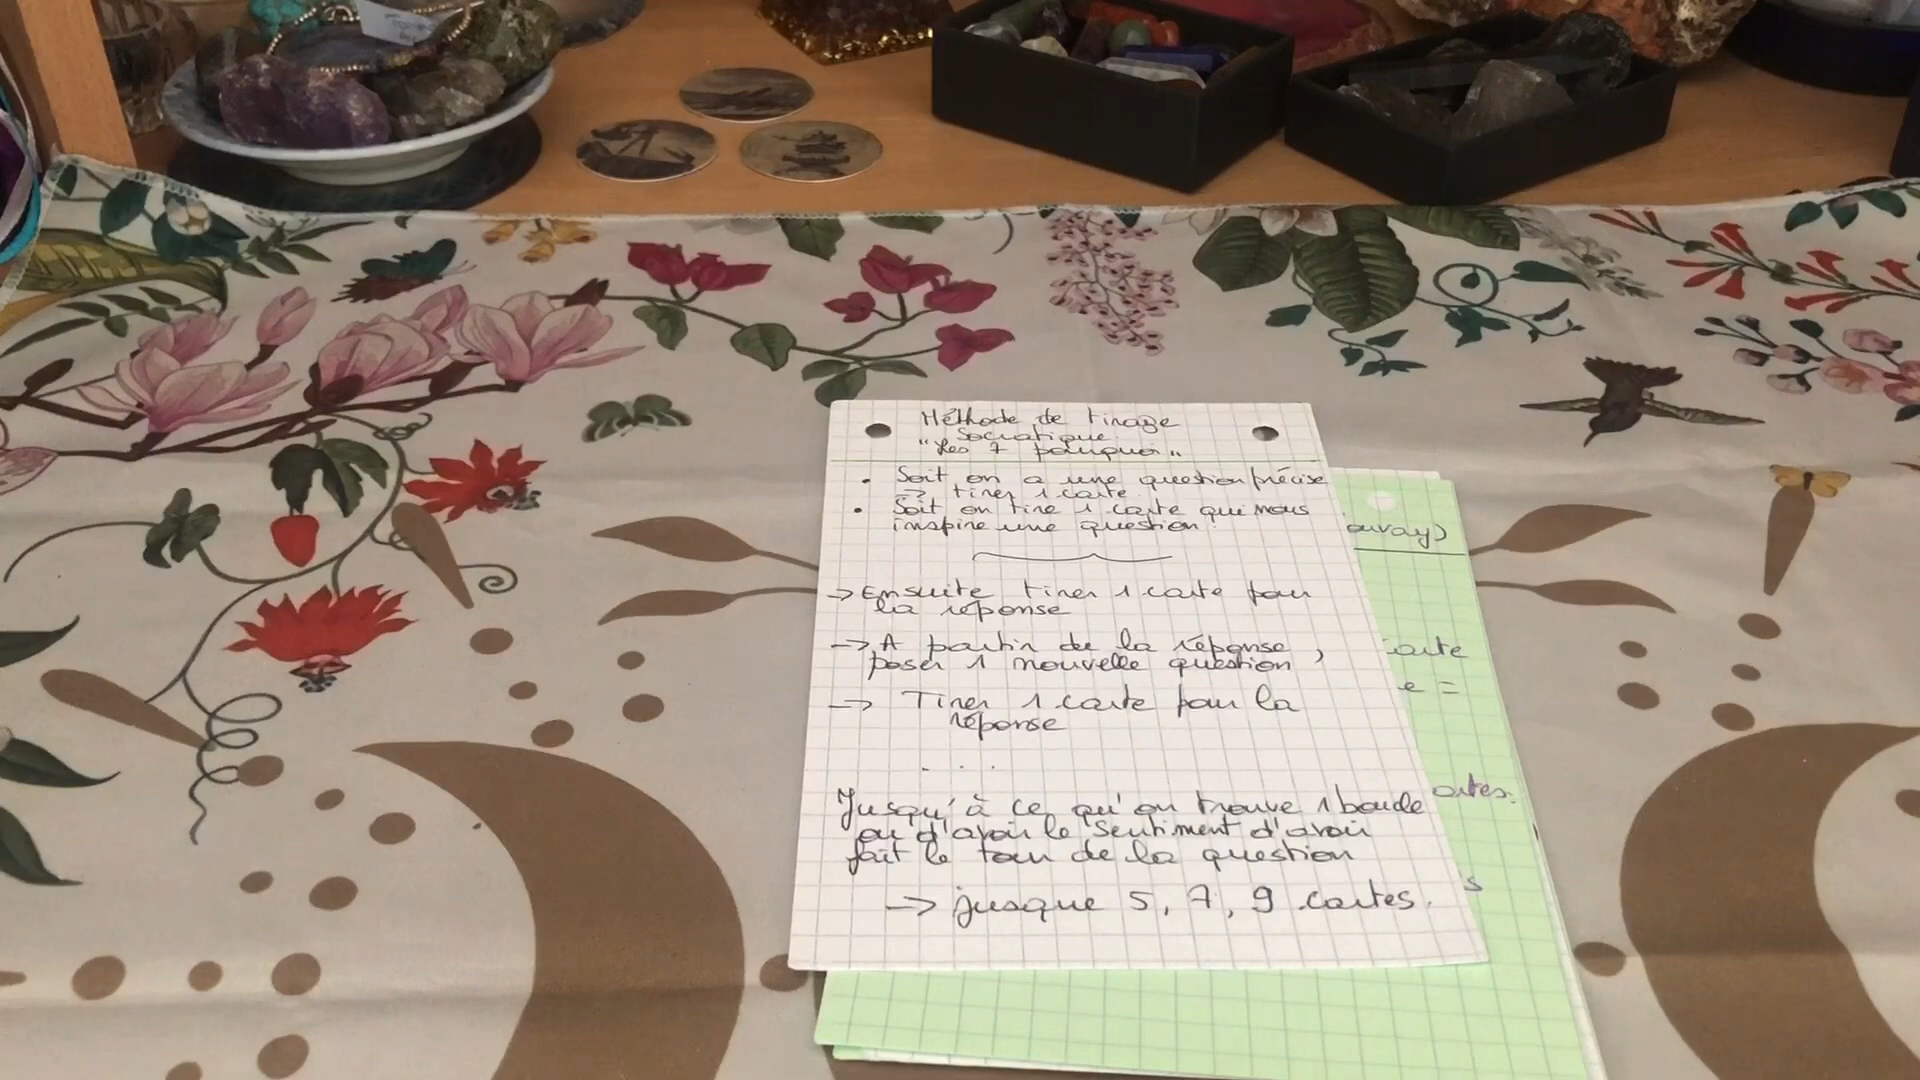 Méthode de tirage
Socratique
"Les 7 pourquoi"
• Soit on a une question précise
=> tirer 1 carte.
• Soit on tire 1 carte qui nous
inspire une question.
-> Ensuite tirer 1 carte pour
la réponse
-> A partir de la réponse,
poser 1 nouvelle question
-> Tirer 1 carte pour la
réponse
. . .
Jusqu'à ce qu'on trouve 1 boucle
ou d'avoir le sentiment d'avoir
fait le tour de la question
-> jusque 5, 7, 9 cartes.
ouvray)
carte
e =
artes.
s